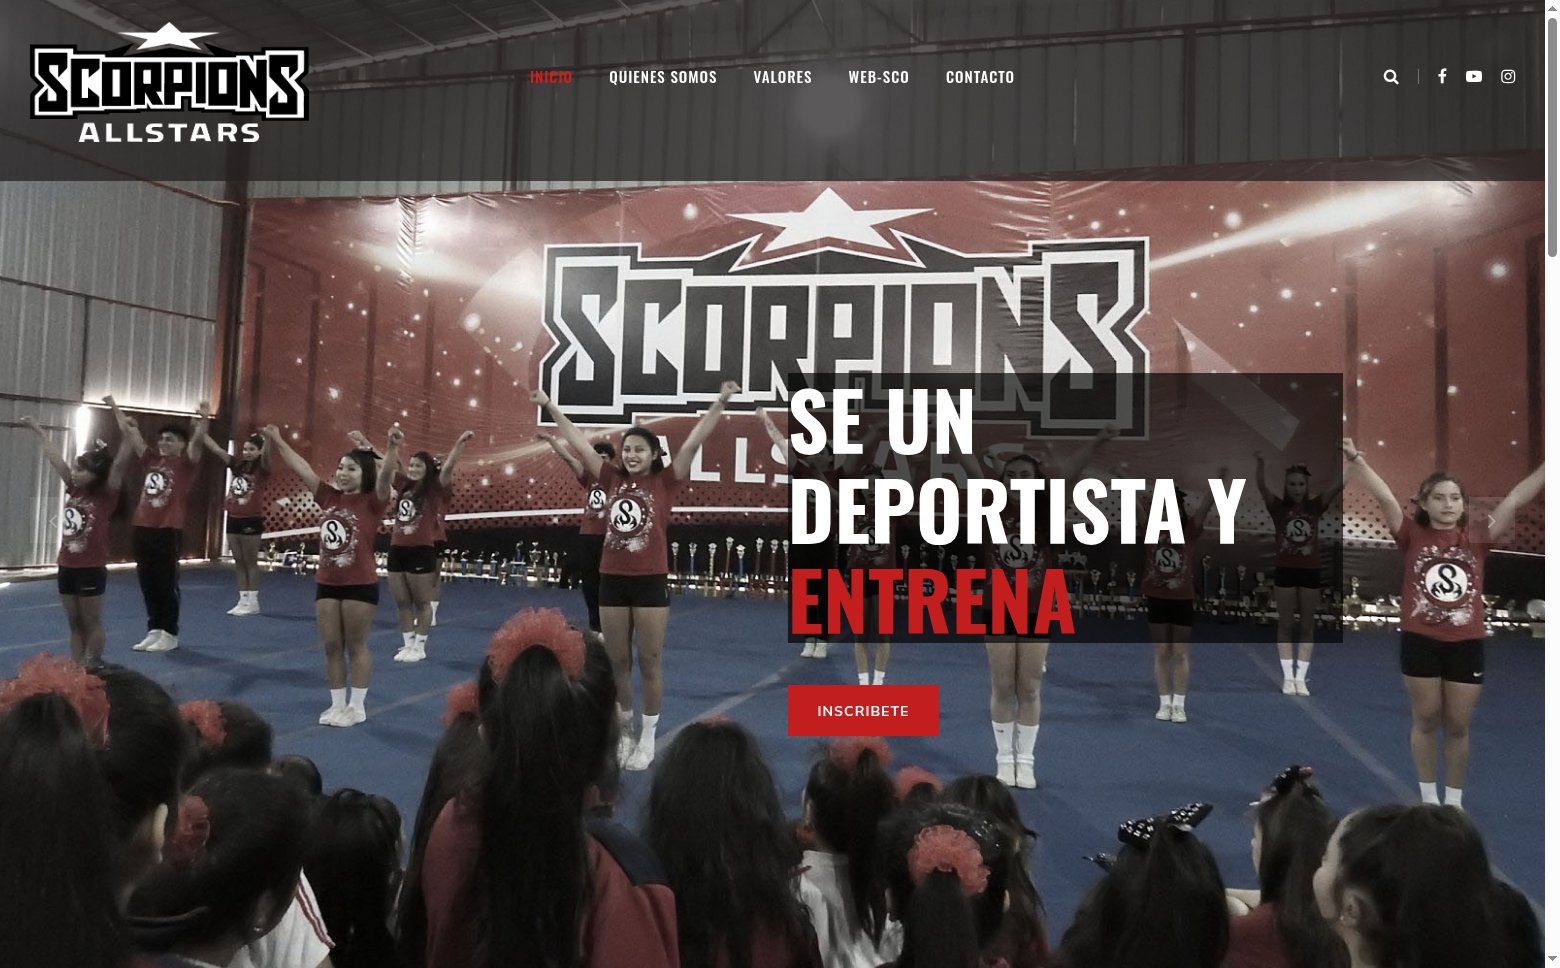 SCORPIONS
ALLSTARS
INICIO
QUIENES SOMOS
VALORES
WEB-SCO
CONTACTO
SCORPIONS
ALLSTARS
SE UN
DEPORTISTA Y
ENTRENA
INSCRIBETE